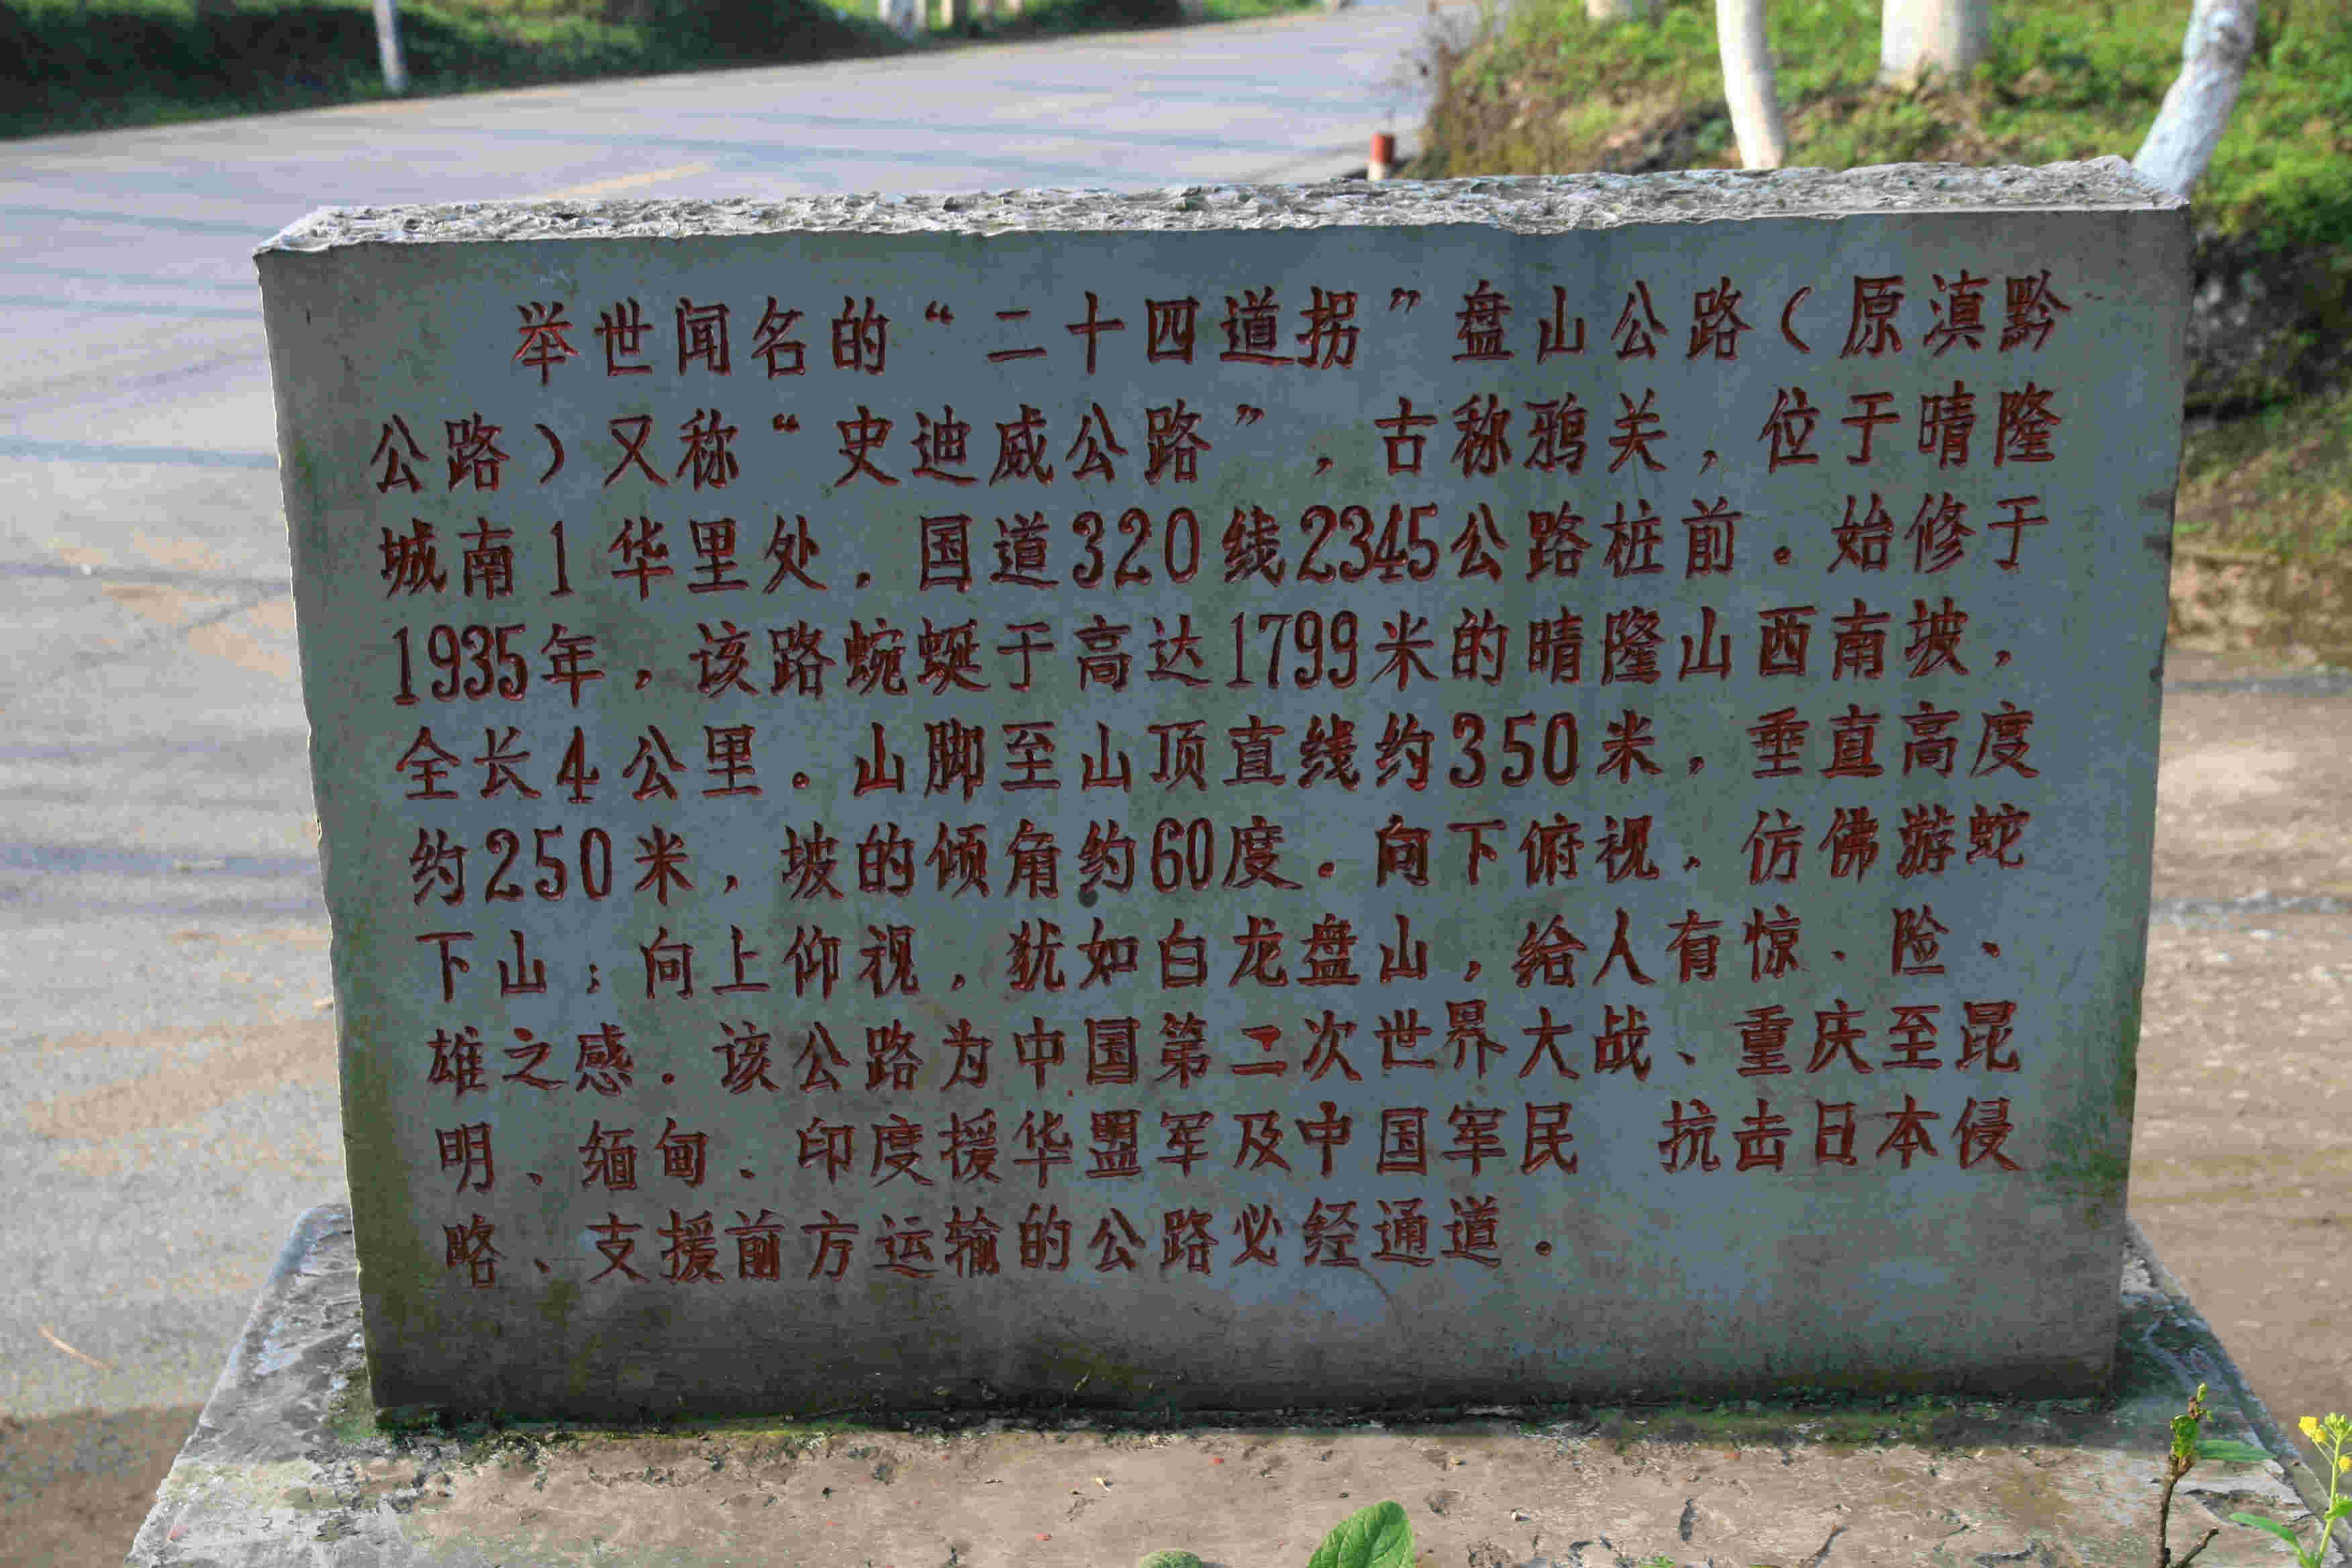 举世闻名的“二十四道拐”盘山公路(原滇黔
公路)又称“史迪威公路”,古称鸦关,位于晴隆
城南1华里处,国道320线2345公路桩前。始修于
1935年,该路蜿蜒于高达1799米的晴隆山西南坡,
全长4公里。山脚至山顶直线约350米,垂直高度
约250米,坡的倾角约60度.向下俯视,仿佛游蛇
下山;向上仰视,犹如白龙盘山,给人有惊、险、
雄之感.该公路为中国第二次世界大战、重庆至昆
明、缅甸、印度援华盟军及中国军民 抗击日本侵
略、支援前方运输的公路必经通道。